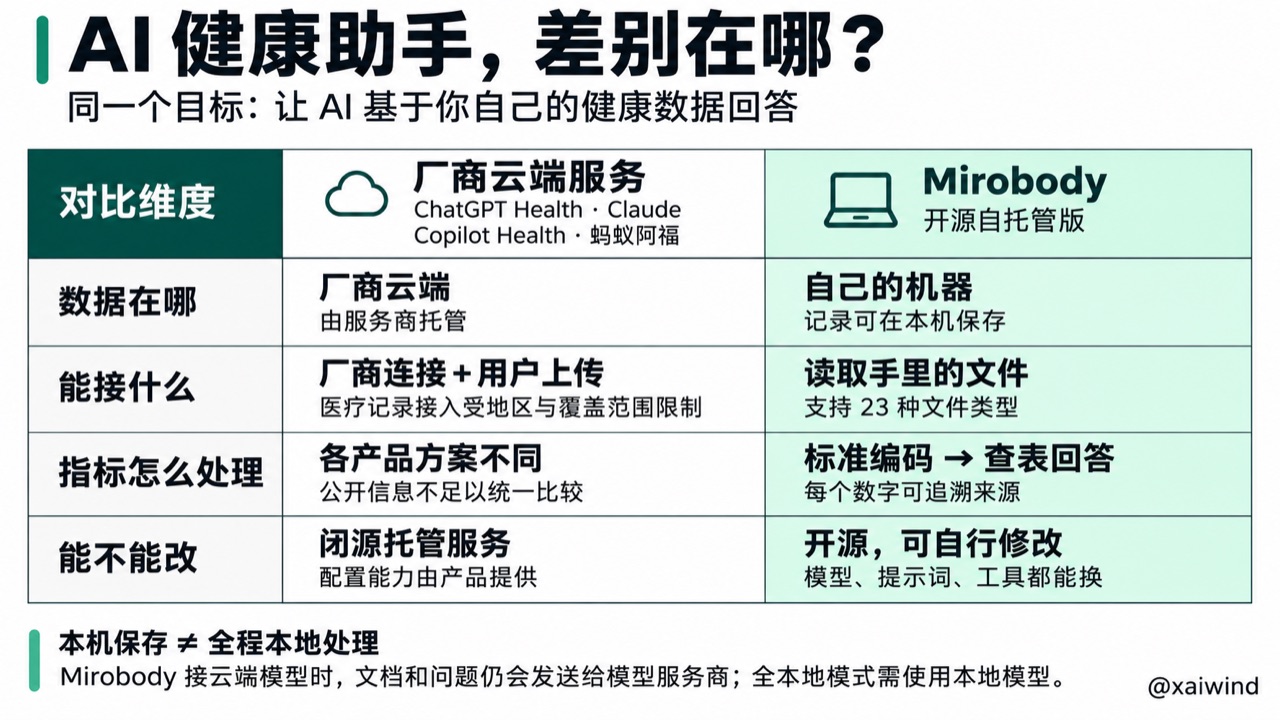 AI 健康助手，差别在哪？
同一个目标：让 AI 基于你自己的健康数据回答
对比维度
厂商云端服务
ChatGPT Health · Claude
Copilot Health · 蚂蚁阿福
Mirobody
开源自托管版
数据在哪
厂商云端
由服务商托管
自己的机器
记录可在本机保存
能接什么
厂商连接＋用户上传
医疗记录接入受地区与覆盖范围限制
读取手里的文件
支持 23 种文件类型
指标怎么处理
各产品方案不同
公开信息不足以统一比较
标准编码 → 查表回答
每个数字可追溯来源
能不能改
闭源托管服务
配置能力由产品提供
开源，可自行修改
模型、提示词、工具都能换
本机保存 ≠ 全程本地处理
Mirobody 接云端模型时，文档和问题仍会发送给模型服务商；全本地模式需使用本地模型。
@xaiwind